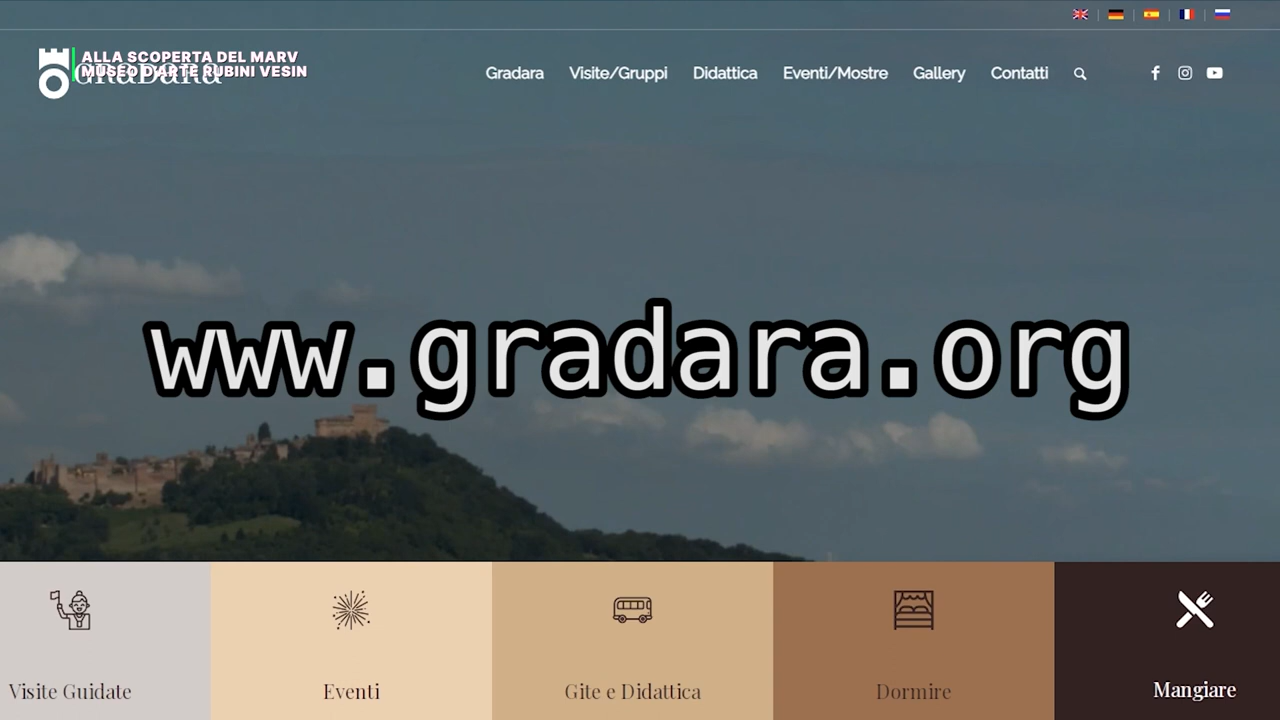 ALLA SCOPERTA DEL MARV
MUSEO D'ARTE RUBINI VESIN
GRADARA
Gradara Visite/Gruppi Didattica Eventi/Mostre Gallery Contatti
www.gradara.org
Visite Guidate Eventi Gite e Didattica Dormire Mangiare